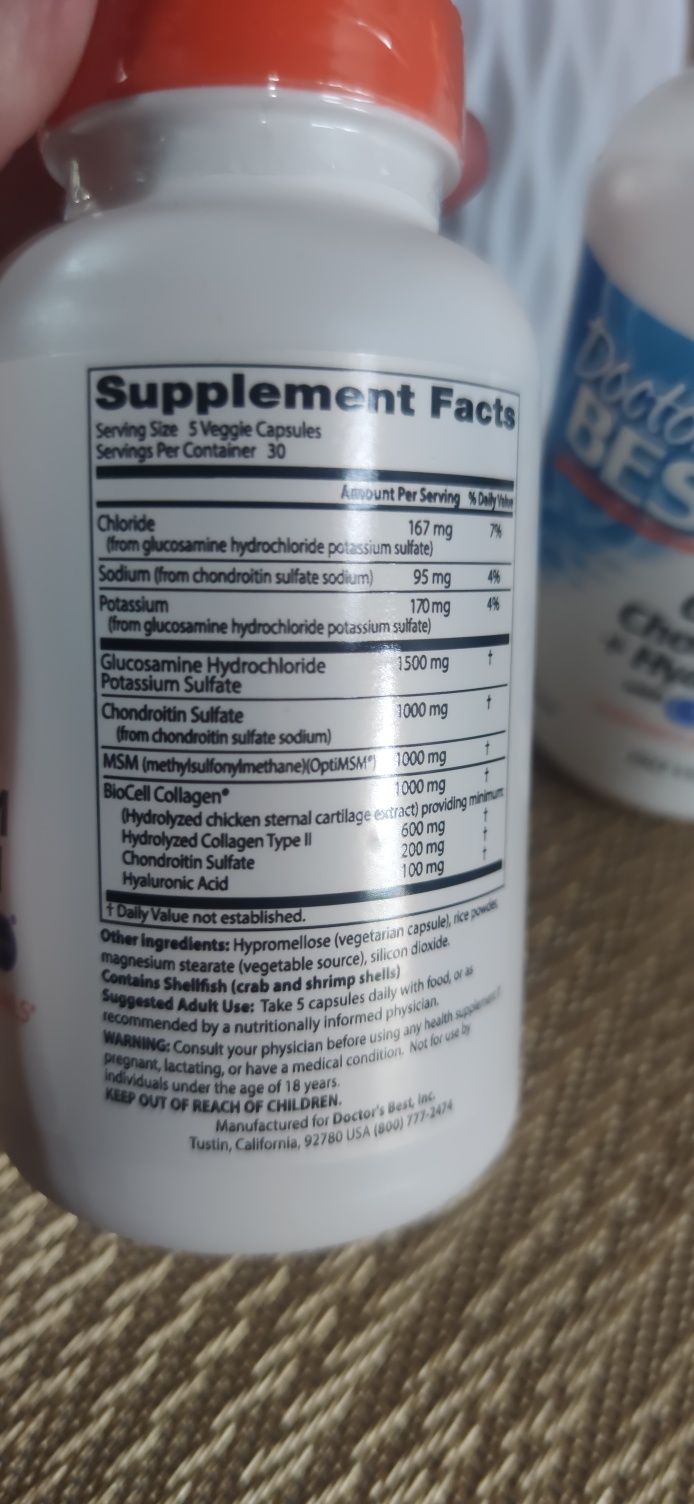 Supplement Facts
Serving Size 5 Veggie Capsules
Servings Per Container 30
Amount Per Serving % Daily Value
Chloride 167 mg 7%
(from glucosamine hydrochloride potassium sulfate)
Sodium (from chondroitin sulfate sodium) 95 mg 4%
Potassium 170 mg 4%
(from glucosamine hydrochloride potassium sulfate)
Glucosamine Hydrochloride 1500 mg †
Potassium Sulfate
Chondroitin Sulfate 1000 mg †
(from chondroitin sulfate sodium)
MSM (methylsulfonylmethane)(OptiMSM®) 1000 mg †
BioCell Collagen® 1000 mg †
(Hydrolyzed chicken sternal cartilage extract) providing minimum
Hydrolyzed Collagen Type II 600 mg †
Chondroitin Sulfate 200 mg †
Hyaluronic Acid 100 mg †
† Daily Value not established.
Other Ingredients: Hypromellose (vegetarian capsule), rice powder,
magnesium stearate (vegetable source), silicon dioxide.
Contains Shellfish (crab and shrimp shells)
Suggested Adult Use: Take 5 capsules daily with food, or as
recommended by a nutritionally informed physician.
WARNING: Consult your physician before using any health supplement if
pregnant, lactating, or have a medical condition. Not for use by
individuals under the age of 18 years.
KEEP OUT OF REACH OF CHILDREN.
Manufactured for Doctor's Best, Inc.
Tustin, California, 92780 USA (800) 777-2474
Docto
BES
Cho
+ Hy